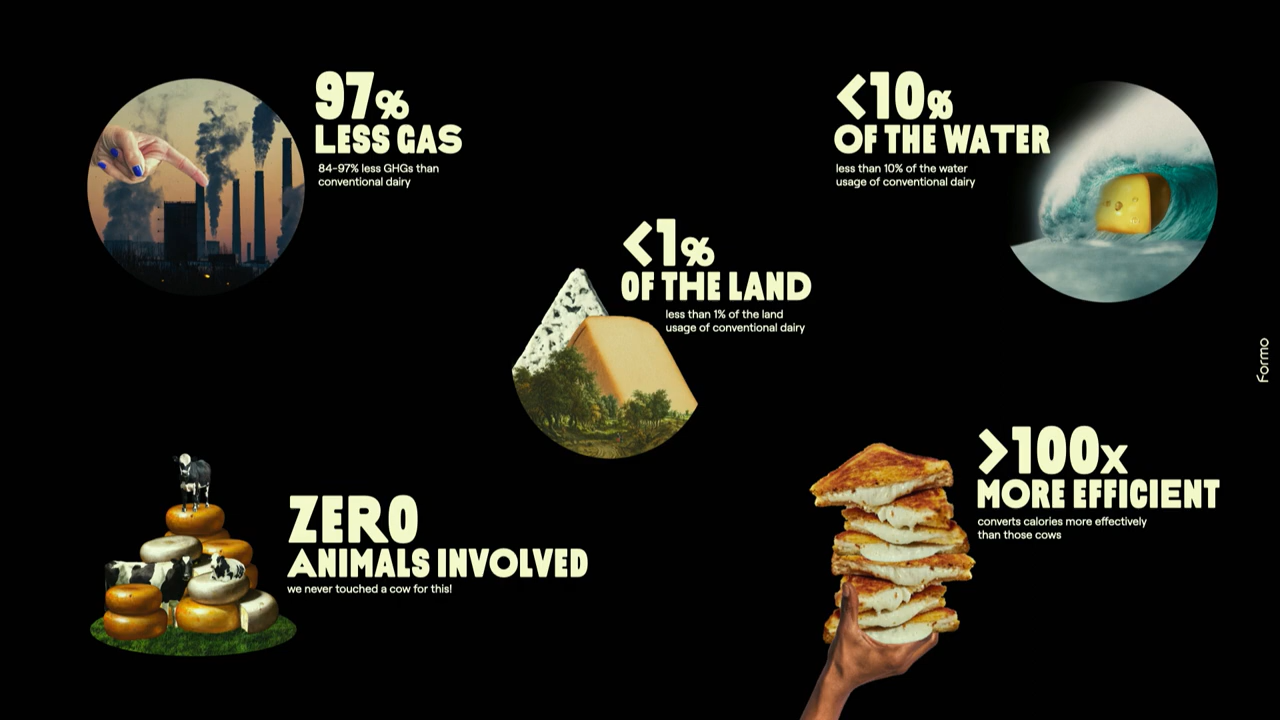 97%
LESS GAS
84-97% less GHGs than
conventional dairy
<10%
OF THE WATER
less than 10% of the water
usage of conventional dairy
<1%
OF THE LAND
less than 1% of the land
usage of conventional dairy
Formo
ZERO
ANIMALS INVOLVED
we never touched a cow for this!
>100x
MORE EFFICIENT
converts calories more effectively
than those cows